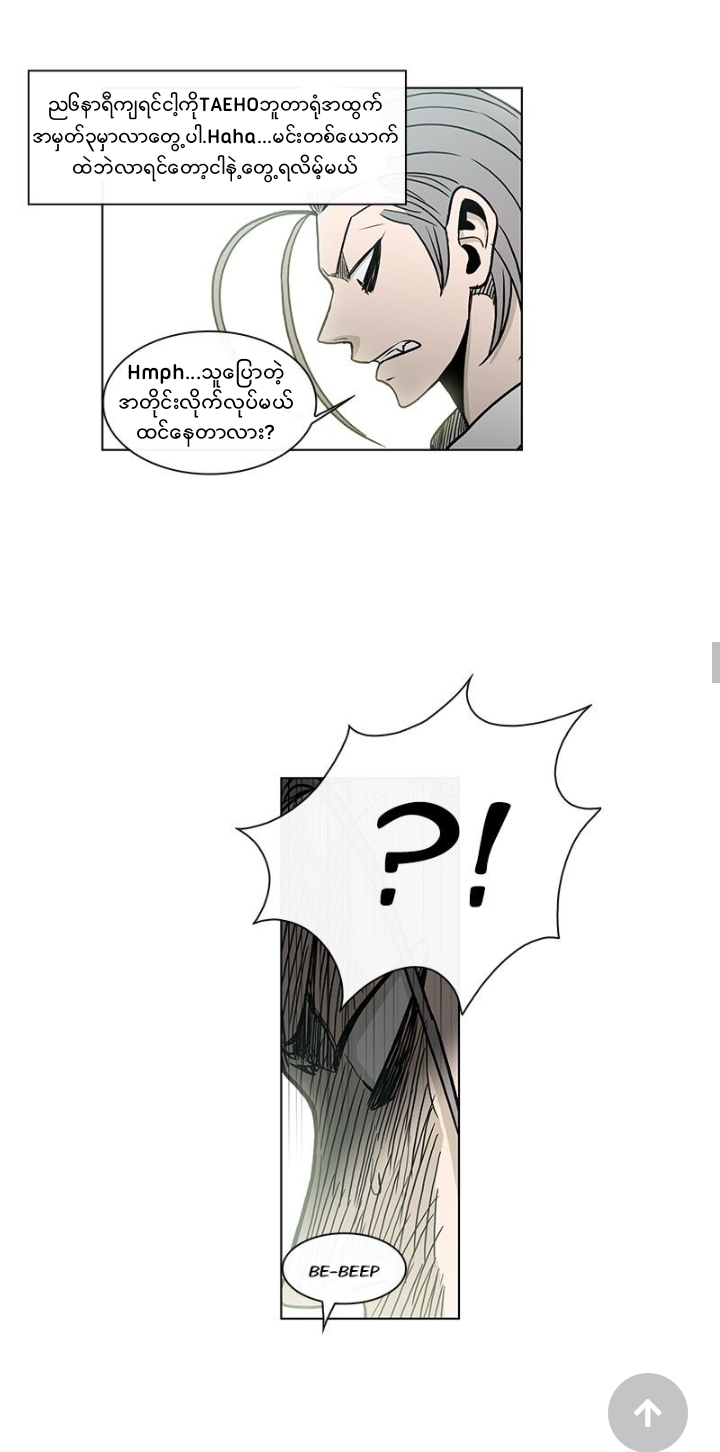 ည၆နာရီကျရင်ငါ့ကိုTAEHOဘူတာရုံအထွက်
အမှတ်၃မှာလာတွေ့ပါ.Haha...မင်းတစ်ယောက်
ထဲဘဲလာရင်တော့ငါနဲ့တွေ့ရလိမ့်မယ်
Hmph...သူပြောတဲ့
အတိုင်းလိုက်လုပ်မယ်
ထင်နေတာလား?
?!
BE-BEEP